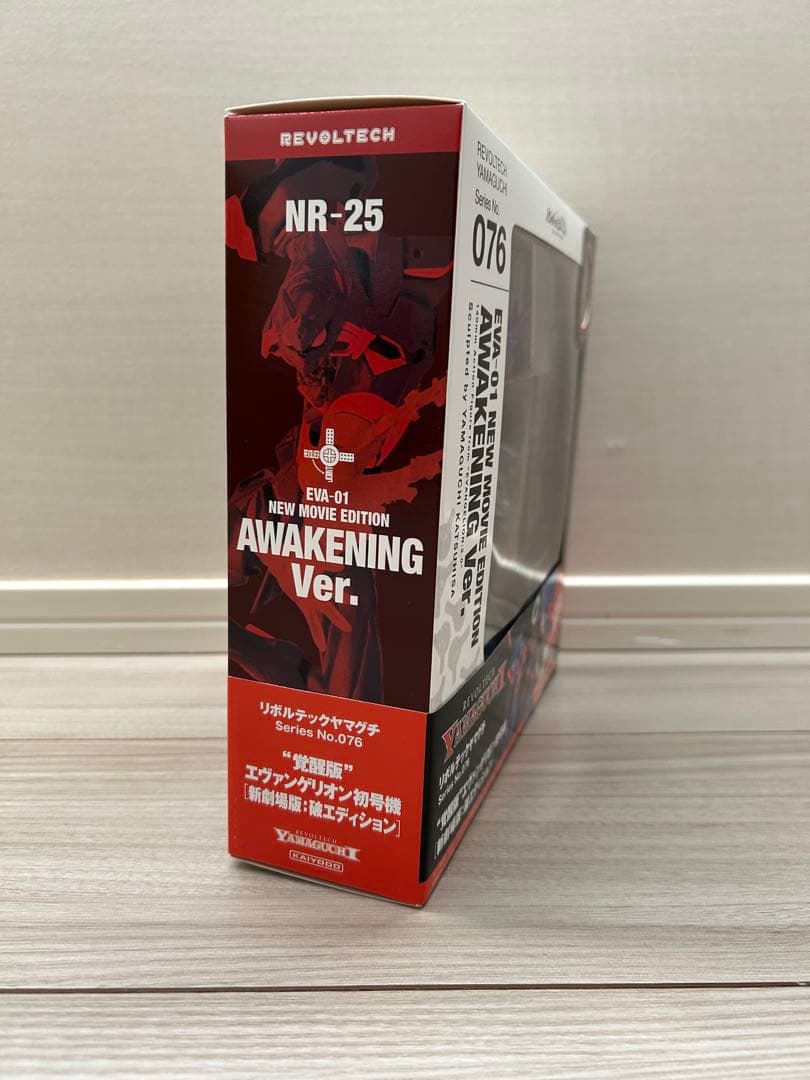 REVOLTECH
NR-25
EVA-01
NEW MOVIE EDITION
AWAKENING
Ver.
リボルテックヤマグチ
Series No.076
“覚醒版”
エヴァンゲリオン初号機
[新劇場版:破エディション]
REVOLTECH
YAMAGUCHI
KAIYODO
REVOLTECH
YAMAGUCHI
Series No.
076
EVA-01 NEW MOVIE EDITION
AWAKENING Ver.
Sculpted by YAMAGUCHI KATSUHISA
REVOLTECH
YAMAGUCHI
リボルテックヤマグチ
Series No.076